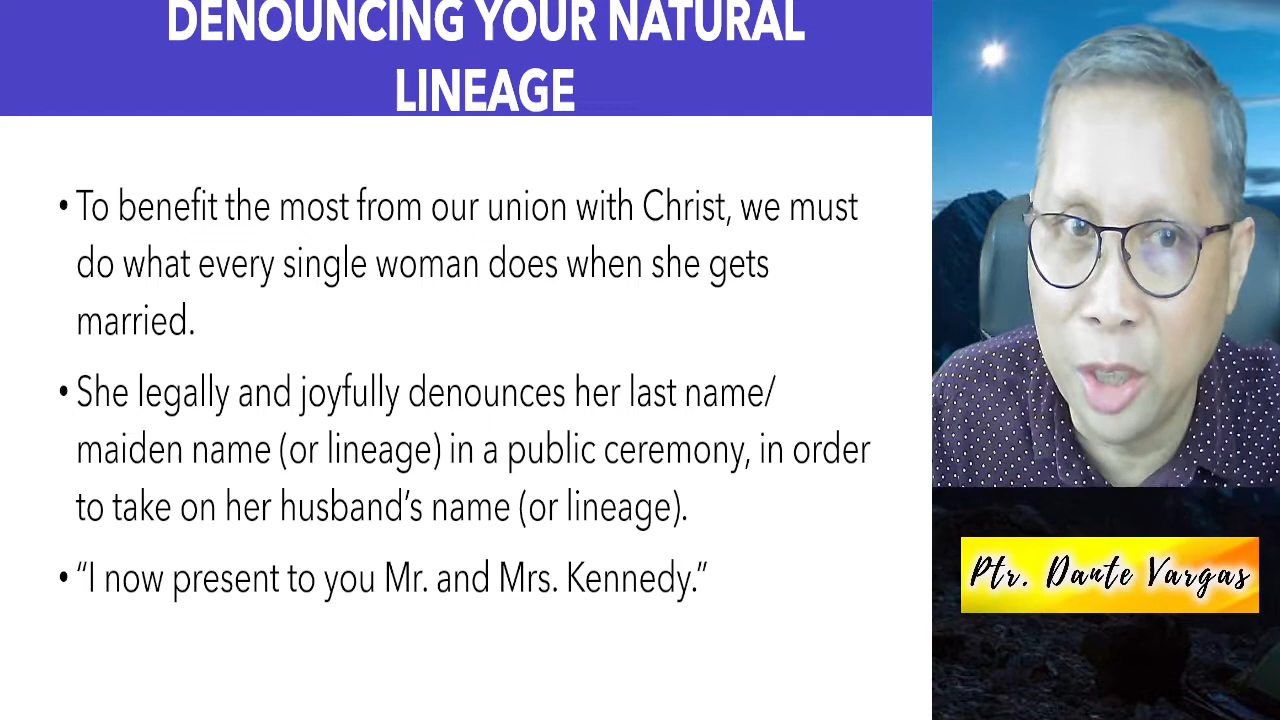 DENOUNCING YOUR NATURAL
LINEAGE
• To benefit the most from our union with Christ, we must
do what every single woman does when she gets
married.
• She legally and joyfully denounces her last name/
maiden name (or lineage) in a public ceremony, in order
to take on her husband’s name (or lineage).
• “I now present to you Mr. and Mrs. Kennedy.”
Ptr. Dante Vargas